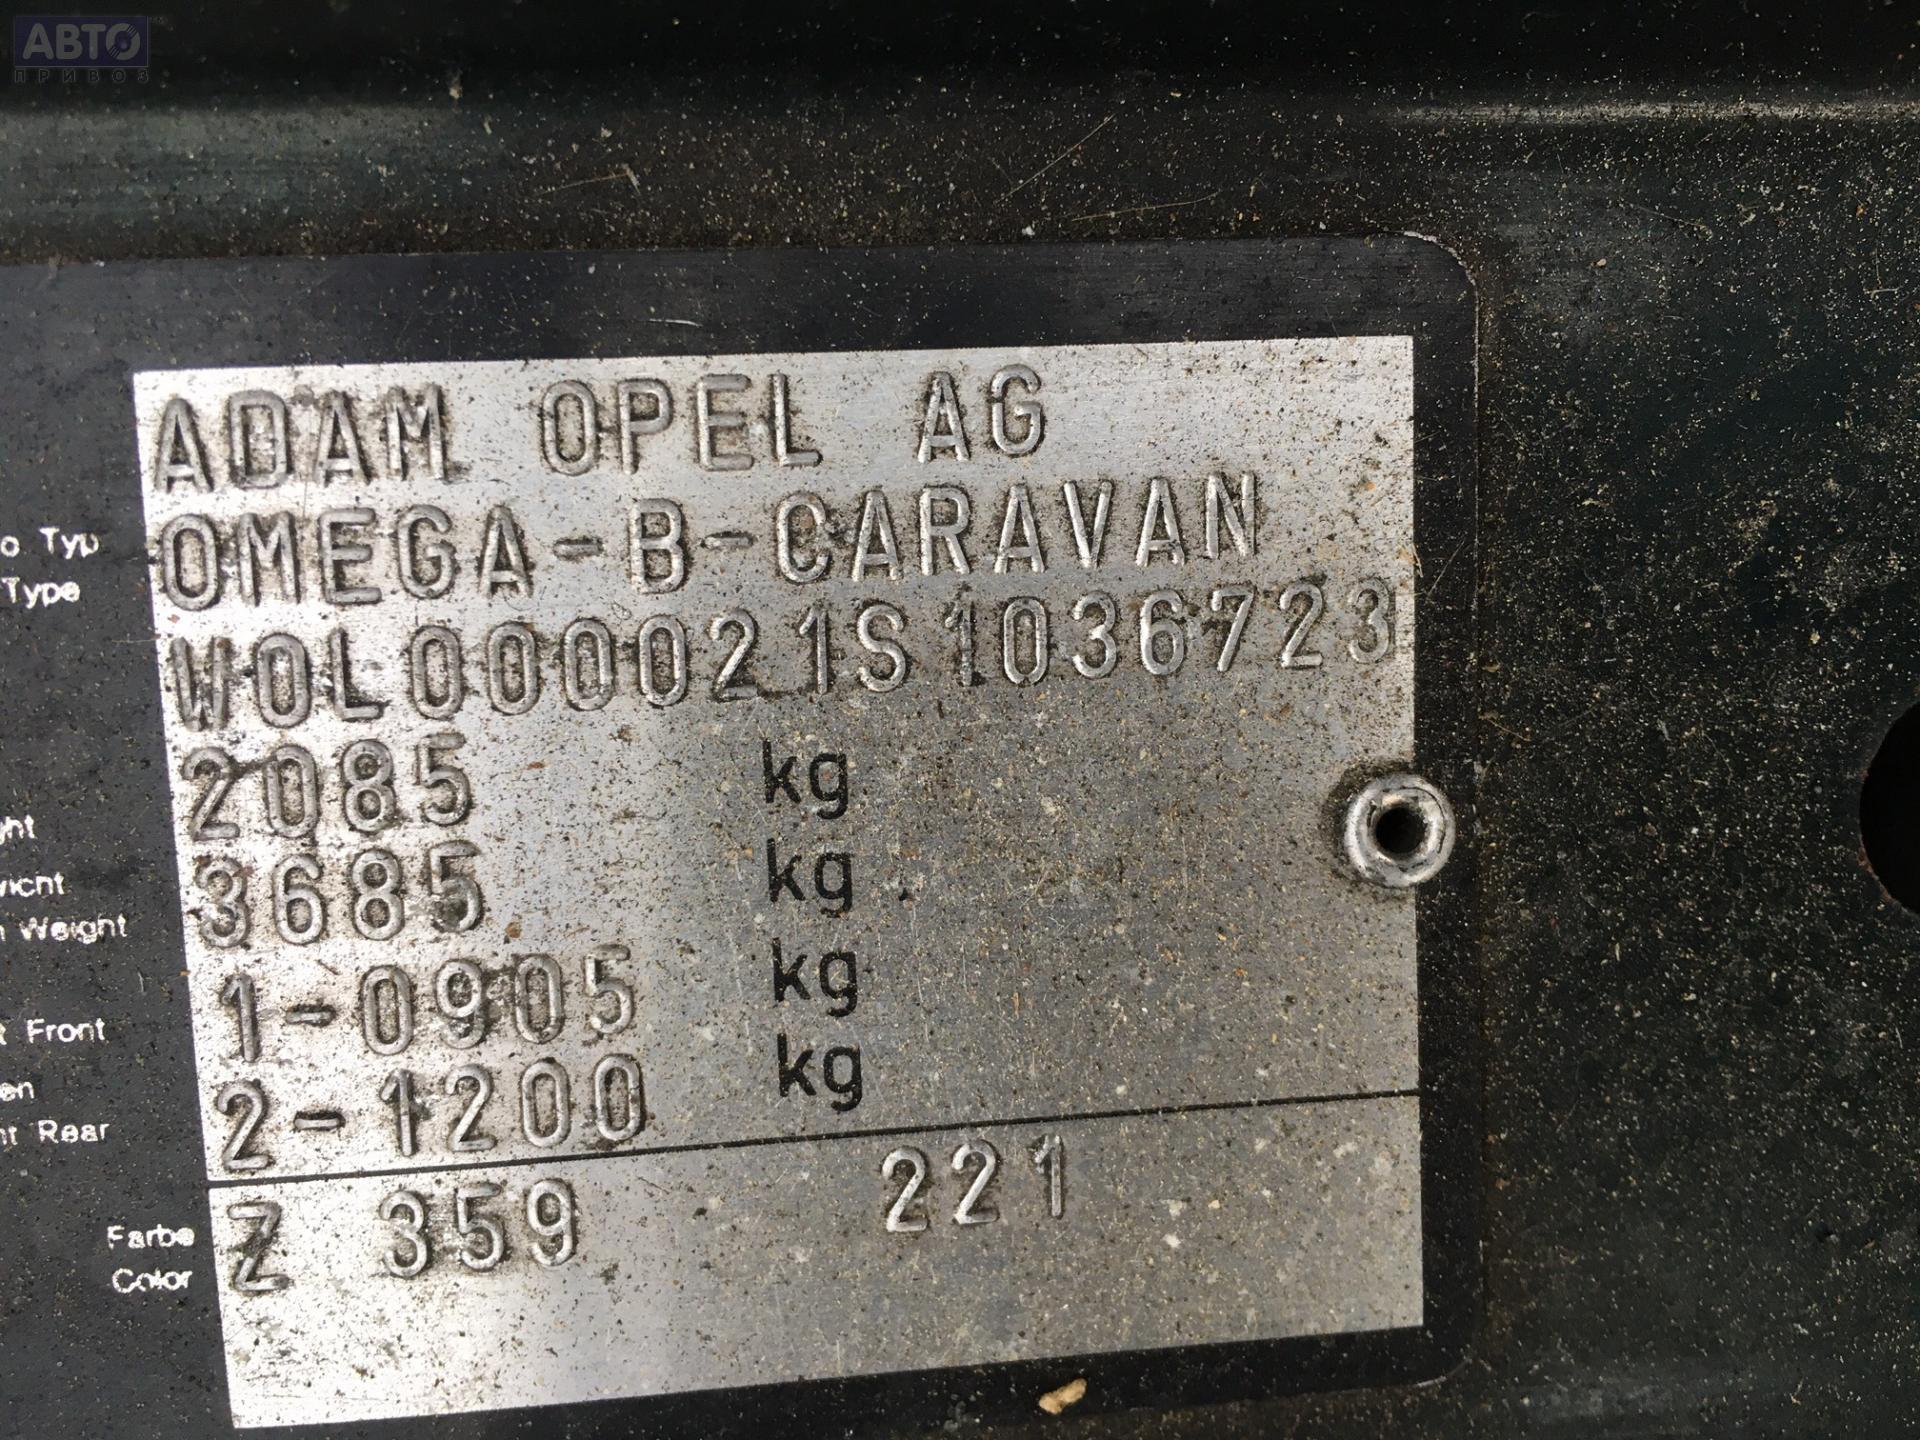 АВТО
ПРИВОЗ
ADAM OPEL AG
Typ OMEGA-B-CARAVAN
Type
W0L000021S1036723
2085 kg
3685 kg
Weight
1-0905 kg
Front
2-1200 kg
Rear
Farbe Z 359 221
Color